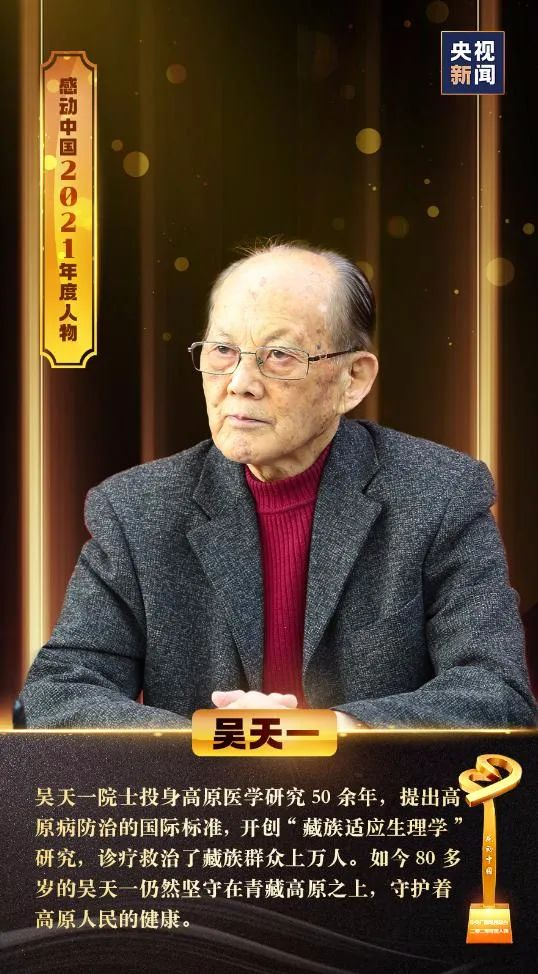 央视
新闻
感动中国2021年度人物
吴天一
吴天一院士投身高原医学研究 50 余年，提出高
原病防治的国际标准，开创“藏族适应生理学”
研究，诊疗救治了藏族群众上万人。如今 80 多
岁的吴天一仍然坚守在青藏高原之上，守护着
高原人民的健康。
感动中国